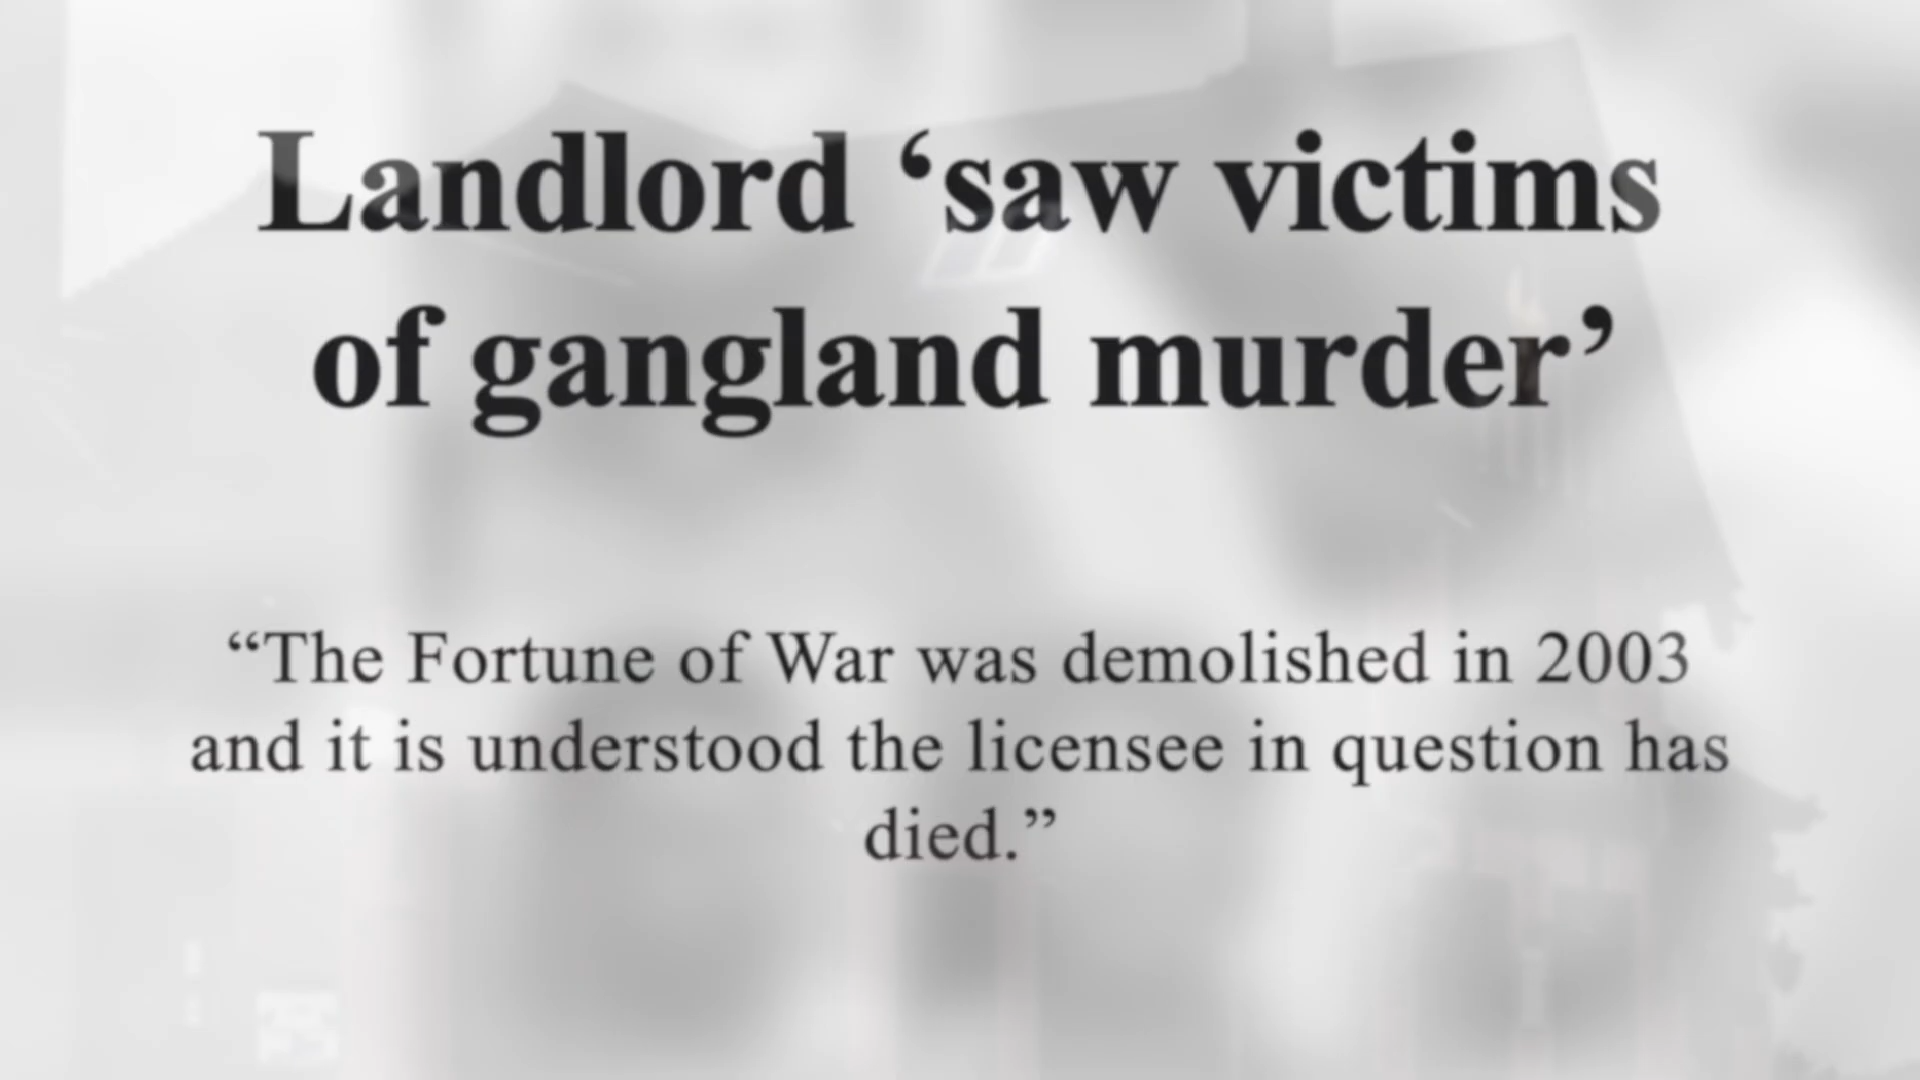 Landlord ‘saw victims
of gangland murder’
“The Fortune of War was demolished in 2003
and it is understood the licensee in question has
died.”